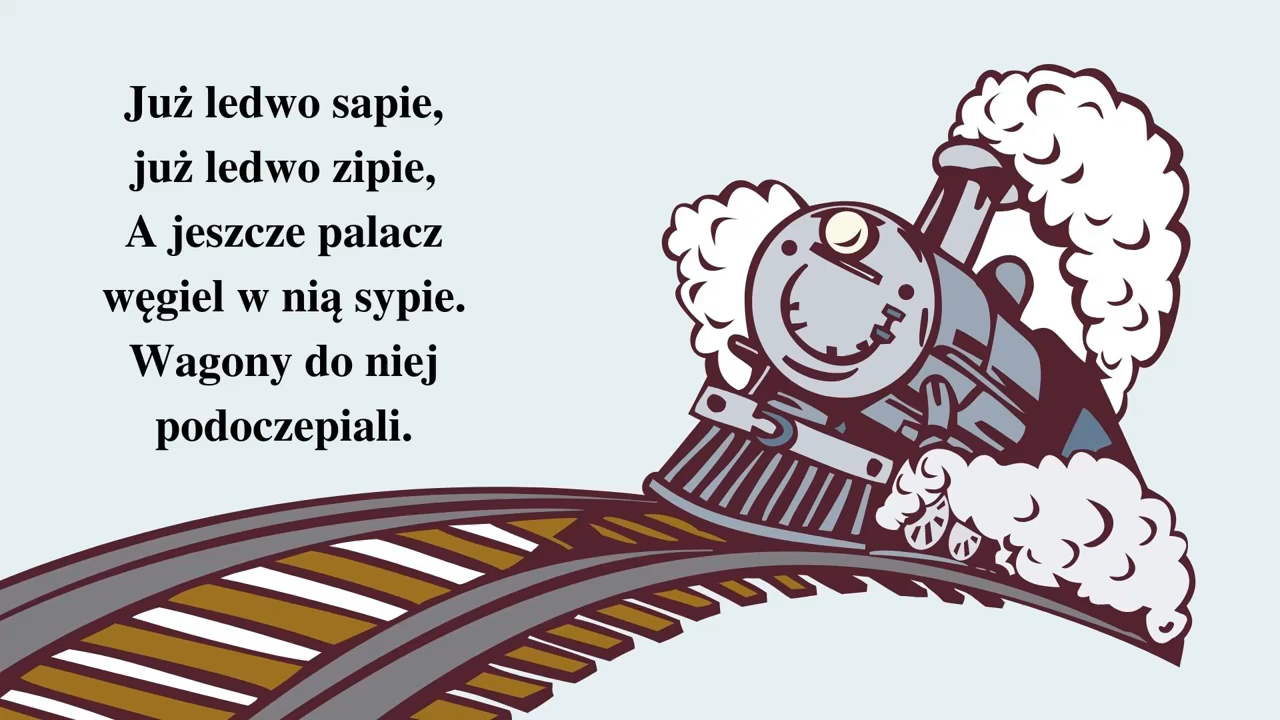 Już ledwo sapie,
już ledwo zipie,
A jeszcze palacz
węgiel w nią sypie.
Wagony do niej
podoczepiali.